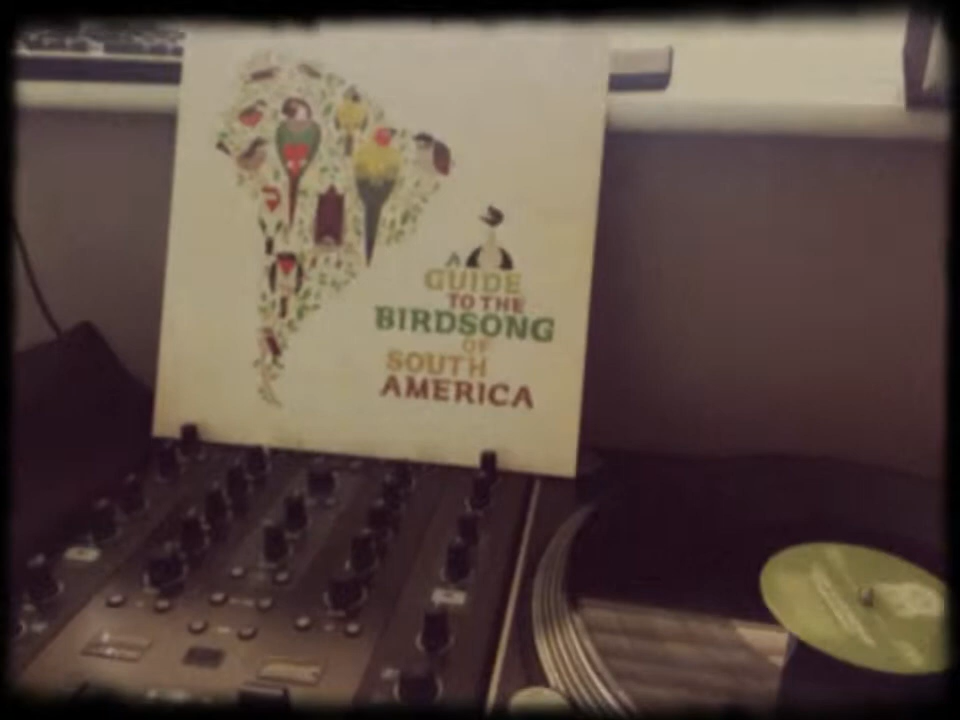 A
GUIDE
TO THE
BIRDSONG
OF
SOUTH
AMERICA